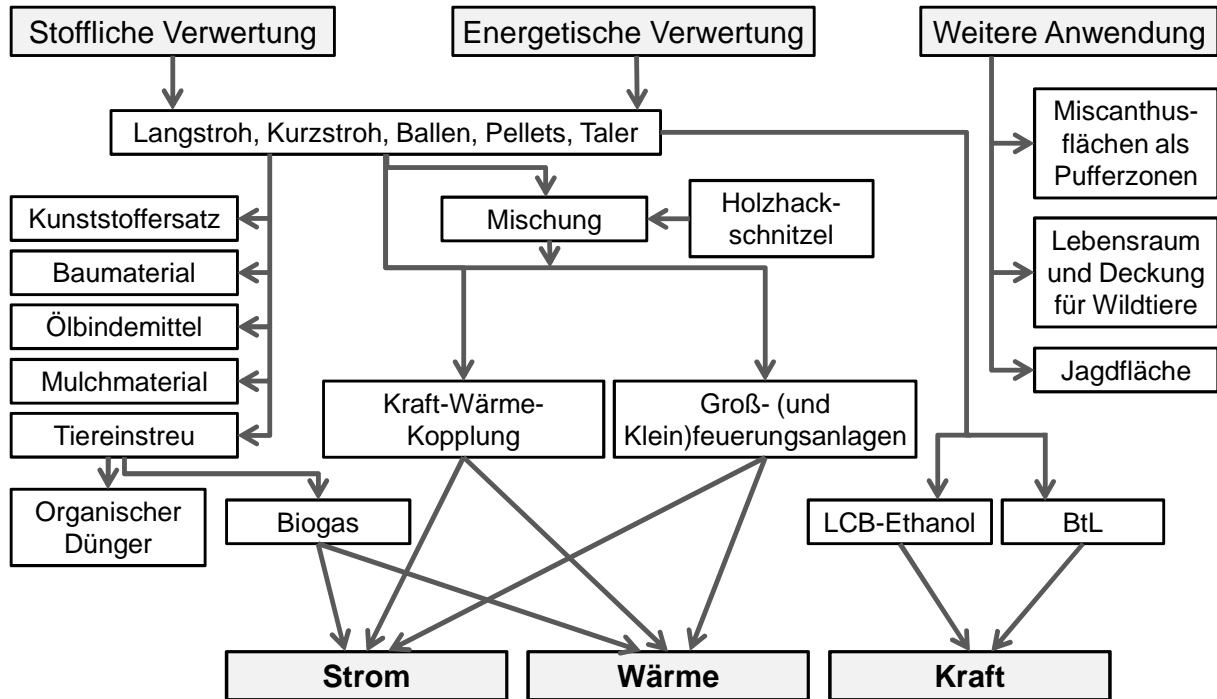 Stoffliche Verwertung
Energetische Verwertung
Weitere Anwendung
Langstroh, Kurzstroh, Ballen, Pellets, Taler
Miscanthus-
flächen als
Pufferzonen
Kunststoffersatz
Mischung
Holzhack-
schnitzel
Baumaterial
Lebensraum
und Deckung
für Wildtiere
Ölbindemittel
Mulchmaterial
Jagdfläche
Tiereinstreu
Kraft-Wärme-
Kopplung
Groß- (und
Klein)feuerungsanlagen
Organischer
Dünger
Biogas
LCB-Ethanol
BtL
Strom
Wärme
Kraft